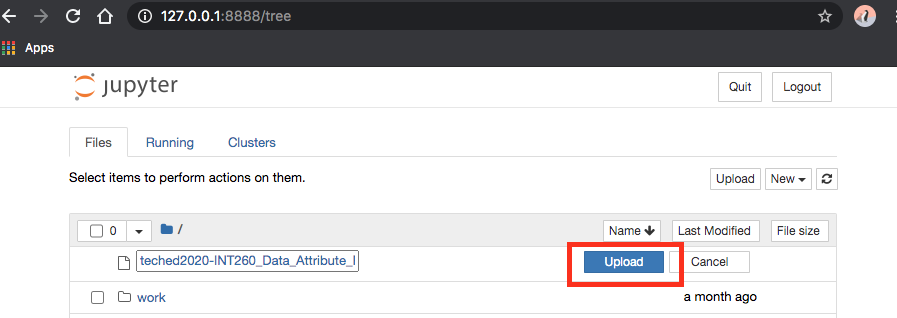 127.0.0.1:8888/tree
Apps
jupyter
Quit Logout
Files Running Clusters
Select items to perform actions on them.
Upload New
0 / Name Last Modified File size
teched2020-INT260_Data_Attribute_I Upload Cancel
work a month ago